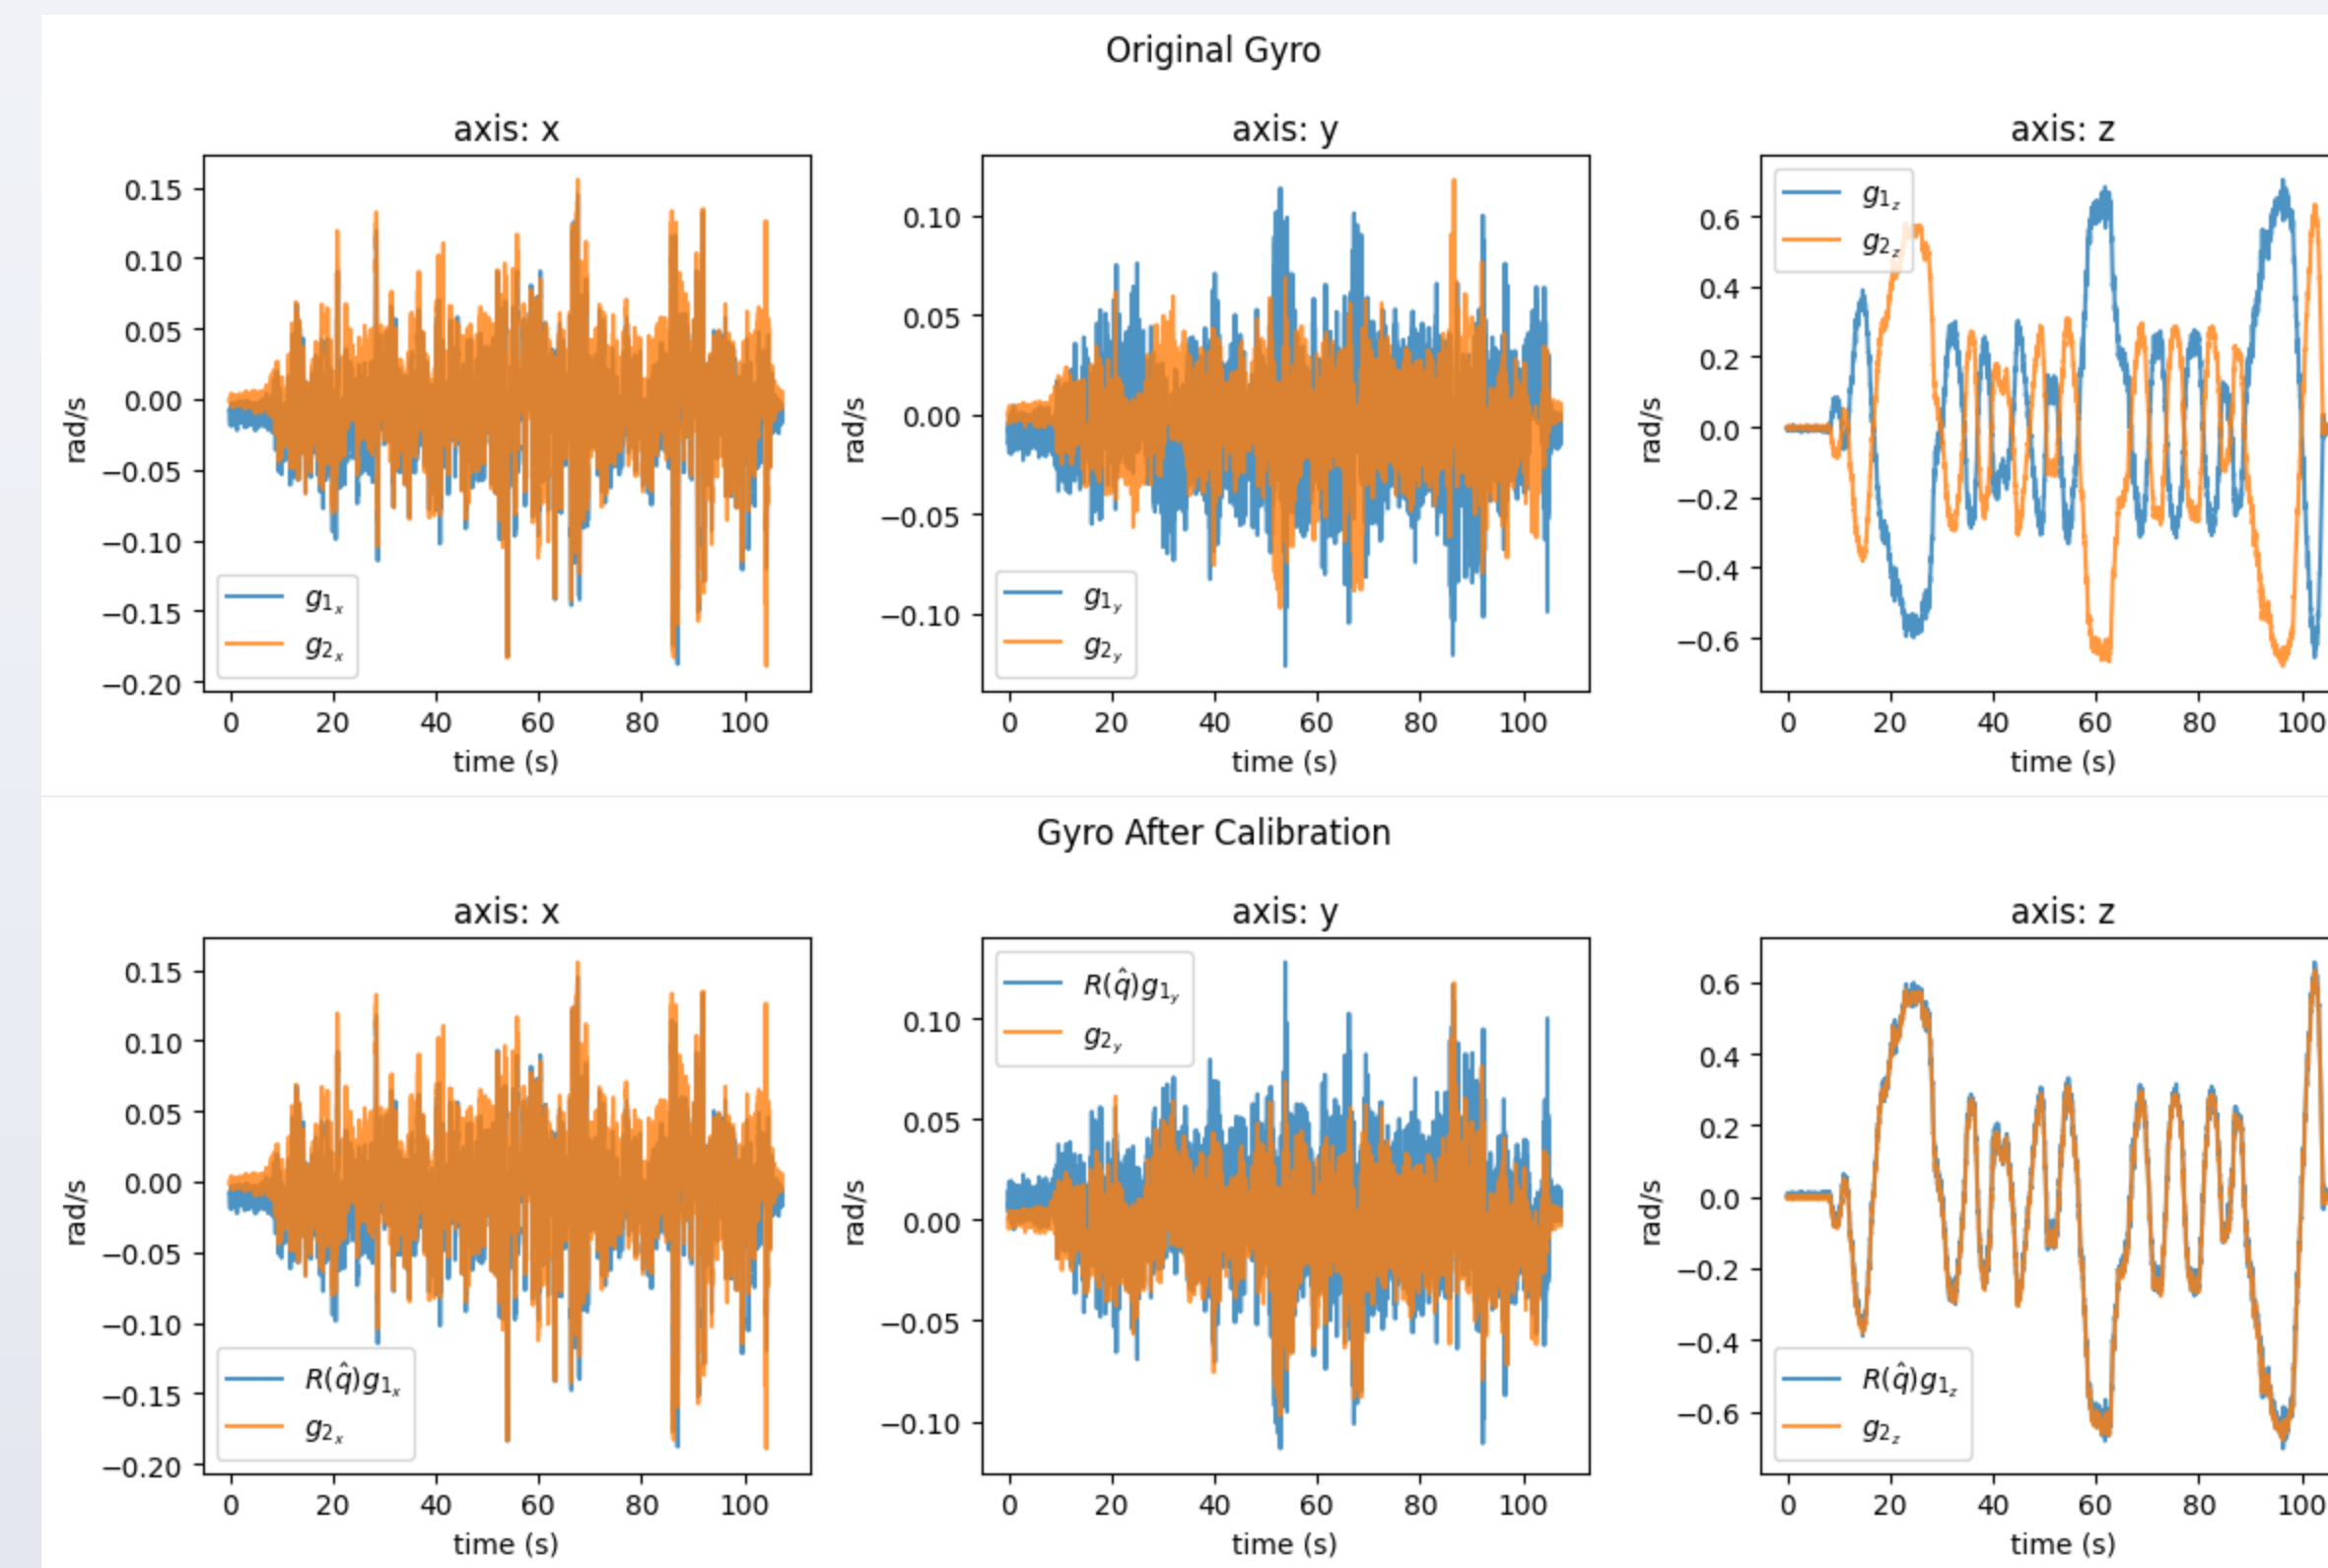 Original Gyro
axis: x
0.15
0.10
0.05
0.00
−0.05
−0.10
−0.15
−0.20
rad/s
g₁ₓ
g₂ₓ
0 20 40 60 80 100
time (s)
axis: y
0.10
0.05
0.00
−0.05
−0.10
rad/s
g₁ᵧ
g₂ᵧ
0 20 40 60 80 100
time (s)
axis: z
0.6
0.4
0.2
0.0
−0.2
−0.4
−0.6
rad/s
g₁z
g₂z
0 20 40 60 80 100
time (s)
Gyro After Calibration
axis: x
0.15
0.10
0.05
0.00
−0.05
−0.10
−0.15
−0.20
rad/s
R(q̂)g₁ₓ
g₂ₓ
0 20 40 60 80 100
time (s)
axis: y
0.10
0.05
0.00
−0.05
−0.10
rad/s
R(q̂)g₁ᵧ
g₂ᵧ
0 20 40 60 80 100
time (s)
axis: z
0.6
0.4
0.2
0.0
−0.2
−0.4
−0.6
rad/s
R(q̂)g₁z
g₂z
0 20 40 60 80 100
time (s)